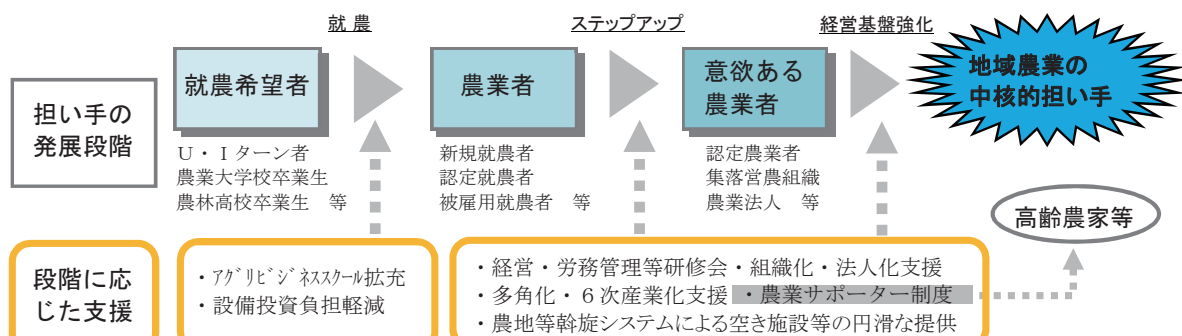 就 農
ステップアップ
経営基盤強化
担い手の
発展段階
就農希望者
農業者
意欲ある
農業者
地域農業の
中核的担い手
U・Iターン者
農業大学校卒業生
農林高校卒業生 等
新規就農者
認定就農者
被雇用就農者 等
認定農業者
集落営農組織
農業法人 等
高齢農家等
段階に応
じた支援
・アグリビジネススクール拡充
・設備投資負担軽減
・経営・労務管理等研修会・組織化・法人化支援
・多角化・6次産業化支援 ・農業サポーター制度
・農地等斡旋システムによる空き施設等の円滑な提供